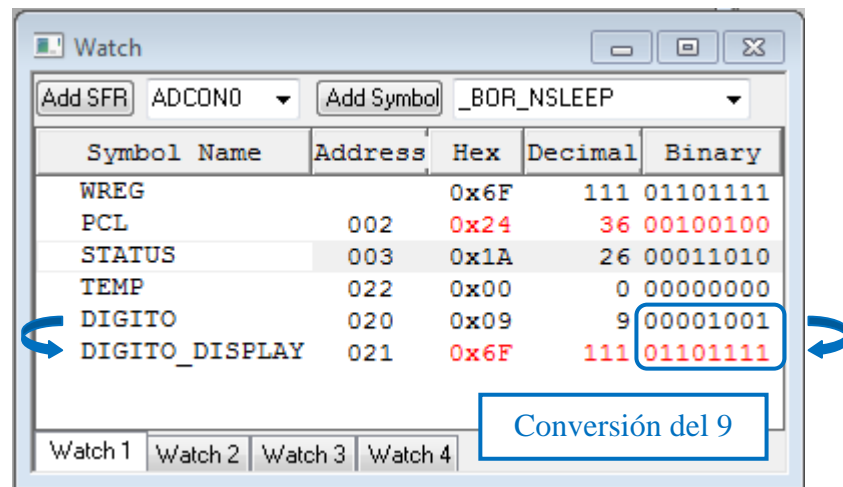 Watch
Add SFR ADCON0 Add Symbol _BOR_NSLEEP
Symbol Name Address Hex Decimal Binary
WREG 0x6F 111 01101111
PCL 002 0x24 36 00100100
STATUS 003 0x1A 26 00011010
TEMP 022 0x00 0 00000000
DIGITO 020 0x09 9 00001001
DIGITO_DISPLAY 021 0x6F 111 01101111
Conversión del 9
Watch 1 Watch 2 Watch 3 Watch 4